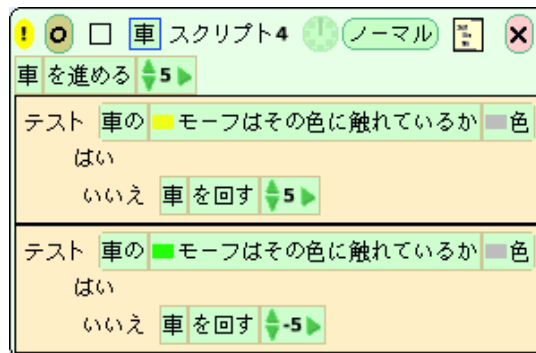 ! 車 スクリプト4 ノーマル
車 を進める 5
テスト 車の モーフはその色に触れているか 色
はい
いいえ 車 を回す 5
テスト 車の モーフはその色に触れているか 色
はい
いいえ 車 を回す -5